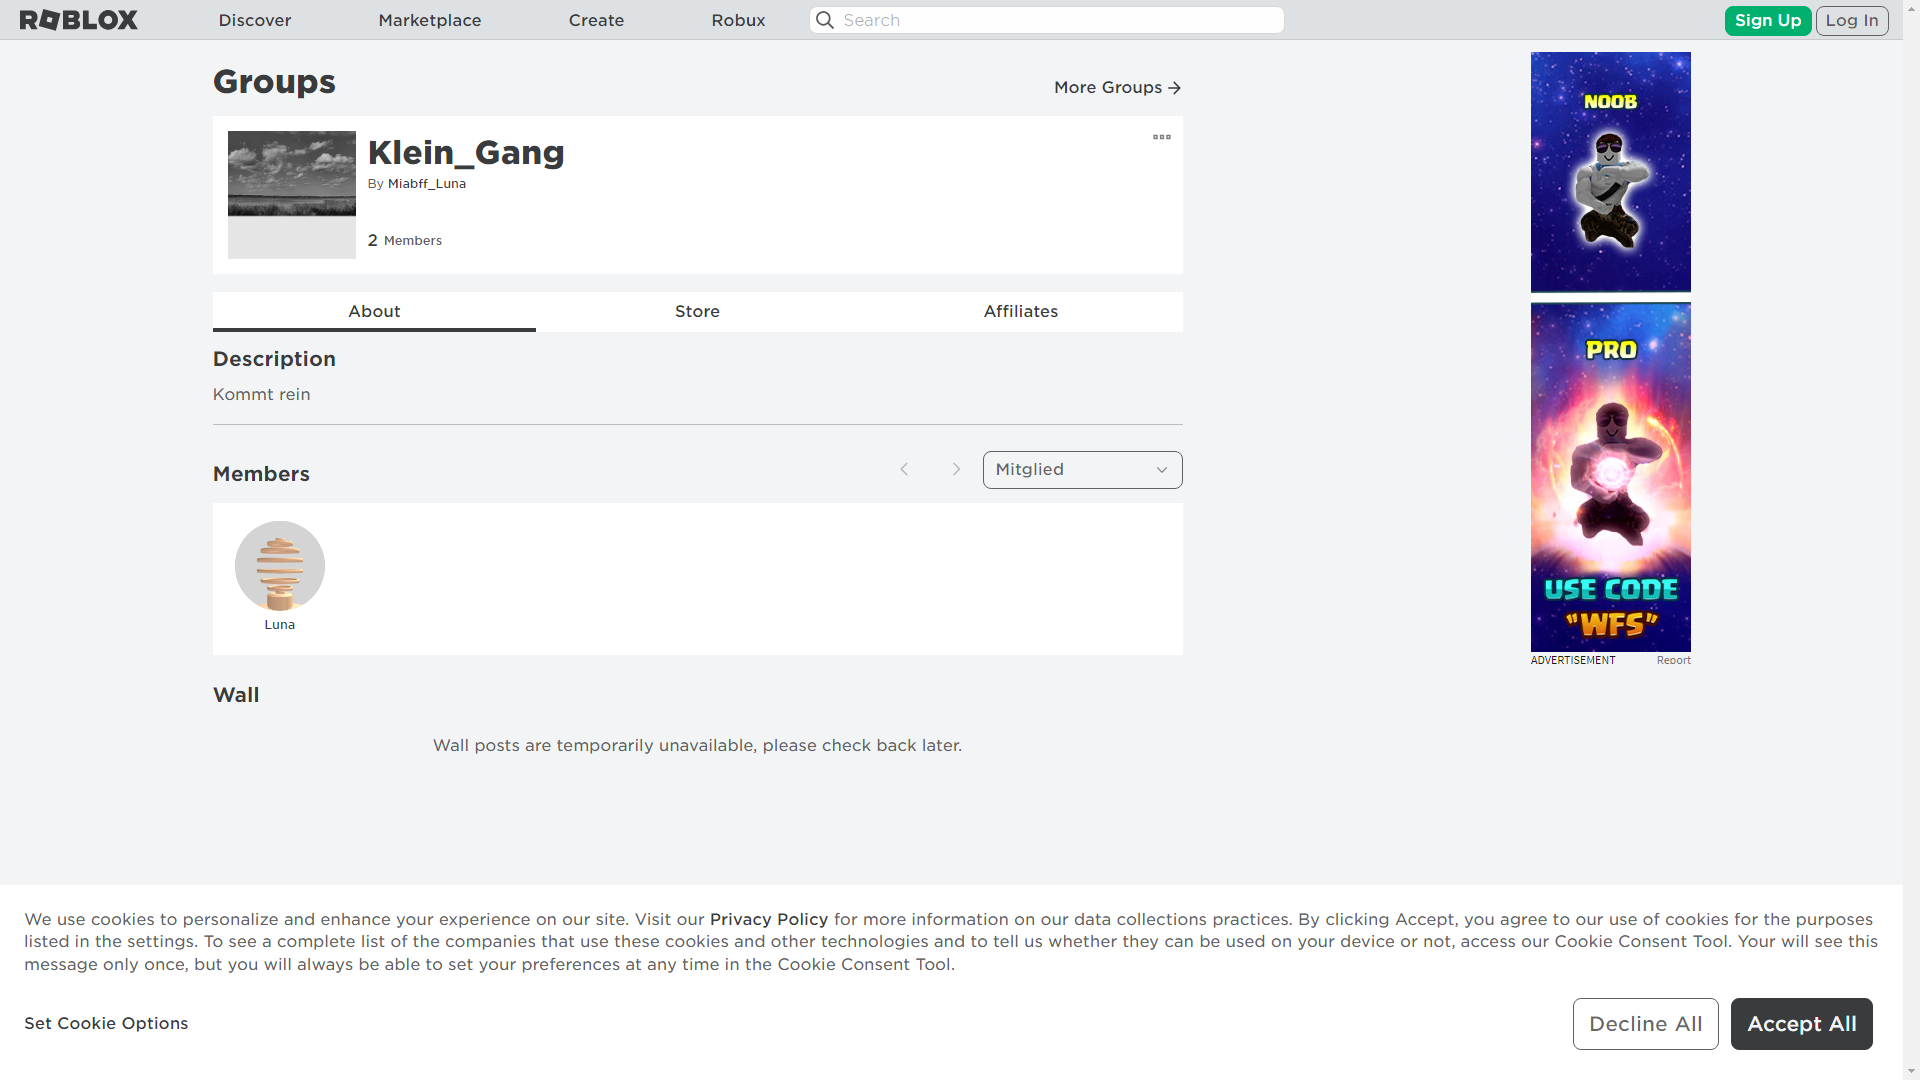 ROBLOX
Discover
Marketplace
Create
Robux
Search
Sign Up
Log In
Groups
More Groups
Klein_Gang
By Miabff_Luna
2 Members
About
Store
Affiliates
Description
Kommt rein
Members
Mitglied
Luna
Wall
Wall posts are temporarily unavailable, please check back later.
NOOB
PRO
USE CODE
"WFS"
ADVERTISEMENT
Report
We use cookies to personalize and enhance your experience on our site. Visit our Privacy Policy for more information on our data collections practices. By clicking Accept, you agree to our use of cookies for the purposes
listed in the settings. To see a complete list of the companies that use these cookies and other technologies and to tell us whether they can be used on your device or not, access our Cookie Consent Tool. Your will see this
message only once, but you will always be able to set your preferences at any time in the Cookie Consent Tool.
Set Cookie Options
Decline All
Accept All